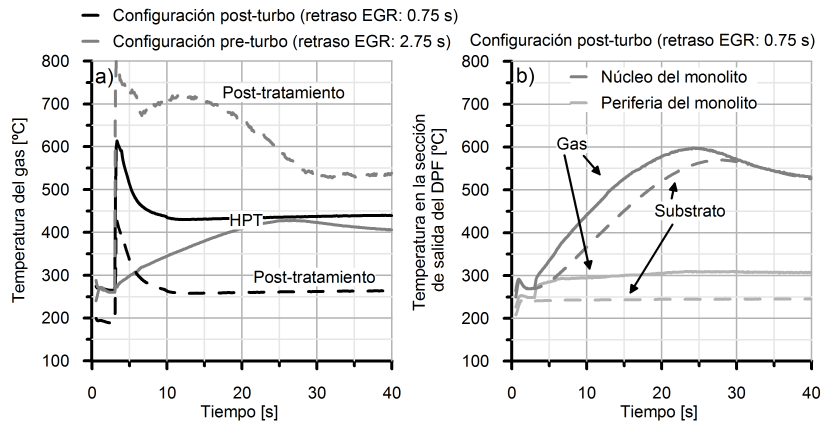 Configuración post-turbo (retraso EGR: 0.75 s)
Configuración pre-turbo (retraso EGR: 2.75 s)
Configuración post-turbo (retraso EGR: 0.75 s)
a)
Post-tratamiento
HPT
Post-tratamiento
Temperatura del gas [ºC]
800
700
600
500
400
300
200
100
0
10
20
30
40
Tiempo [s]
b)
Núcleo del monolito
Periferia del monolito
Gas
Substrato
Temperatura en la sección
de salida del DPF [ºC]
800
700
600
500
400
300
200
100
0
10
20
30
40
Tiempo [s]